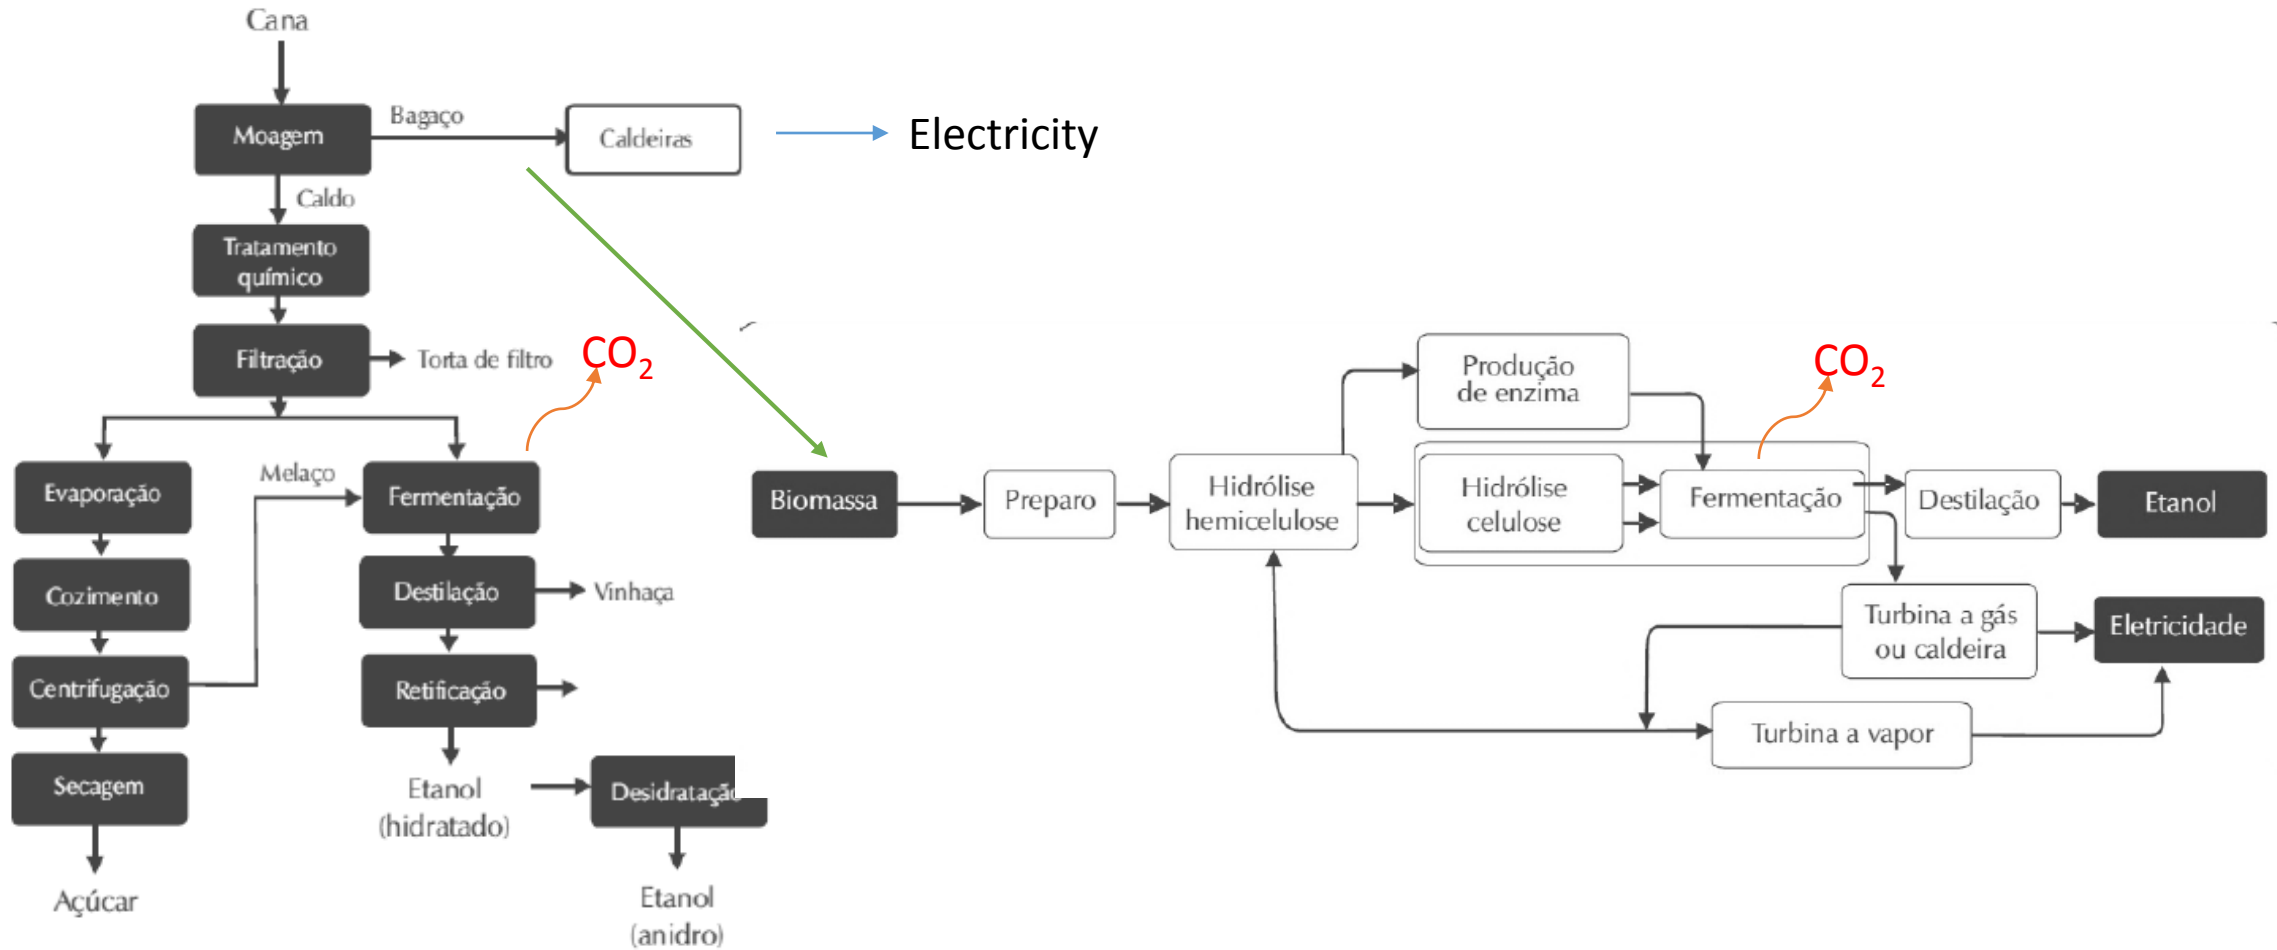 Cana
Moagem
Bagaço
Caldeiras
Electricity
Caldo
Tratamento
químico
Filtração
Torta de filtro
CO₂
Evaporação
Melaço
Fermentação
Cozimento
Destilação
Vinhaça
Centrifugação
Retificação
Secagem
Etanol
(hidratado)
Desidratação
Açúcar
Etanol
(anidro)
Biomassa
Preparo
Hidrólise
hemicelulose
Produção
de enzima
CO₂
Hidrólise
celulose
Fermentação
Destilação
Etanol
Turbina a gás
ou caldeira
Eletricidade
Turbina a vapor